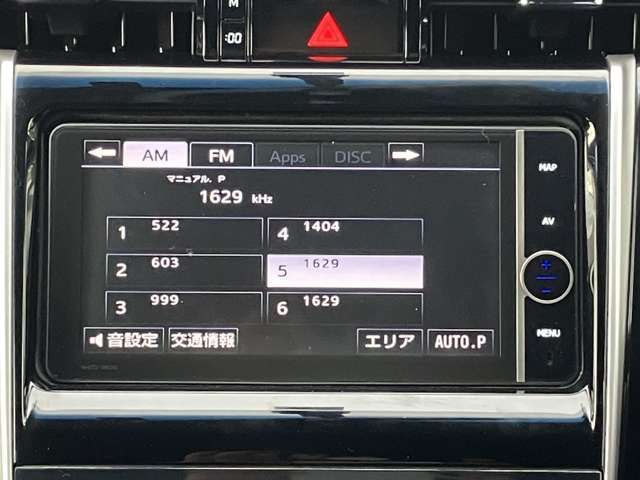 M
:00
AM FM Apps DISC
マニュアル. P
1629 kHz
1 522
4 1404
2 603
5 1629
3 999
6 1629
音設定 交通情報 エリア AUTO.P
MAP
AV
+
−
MENU